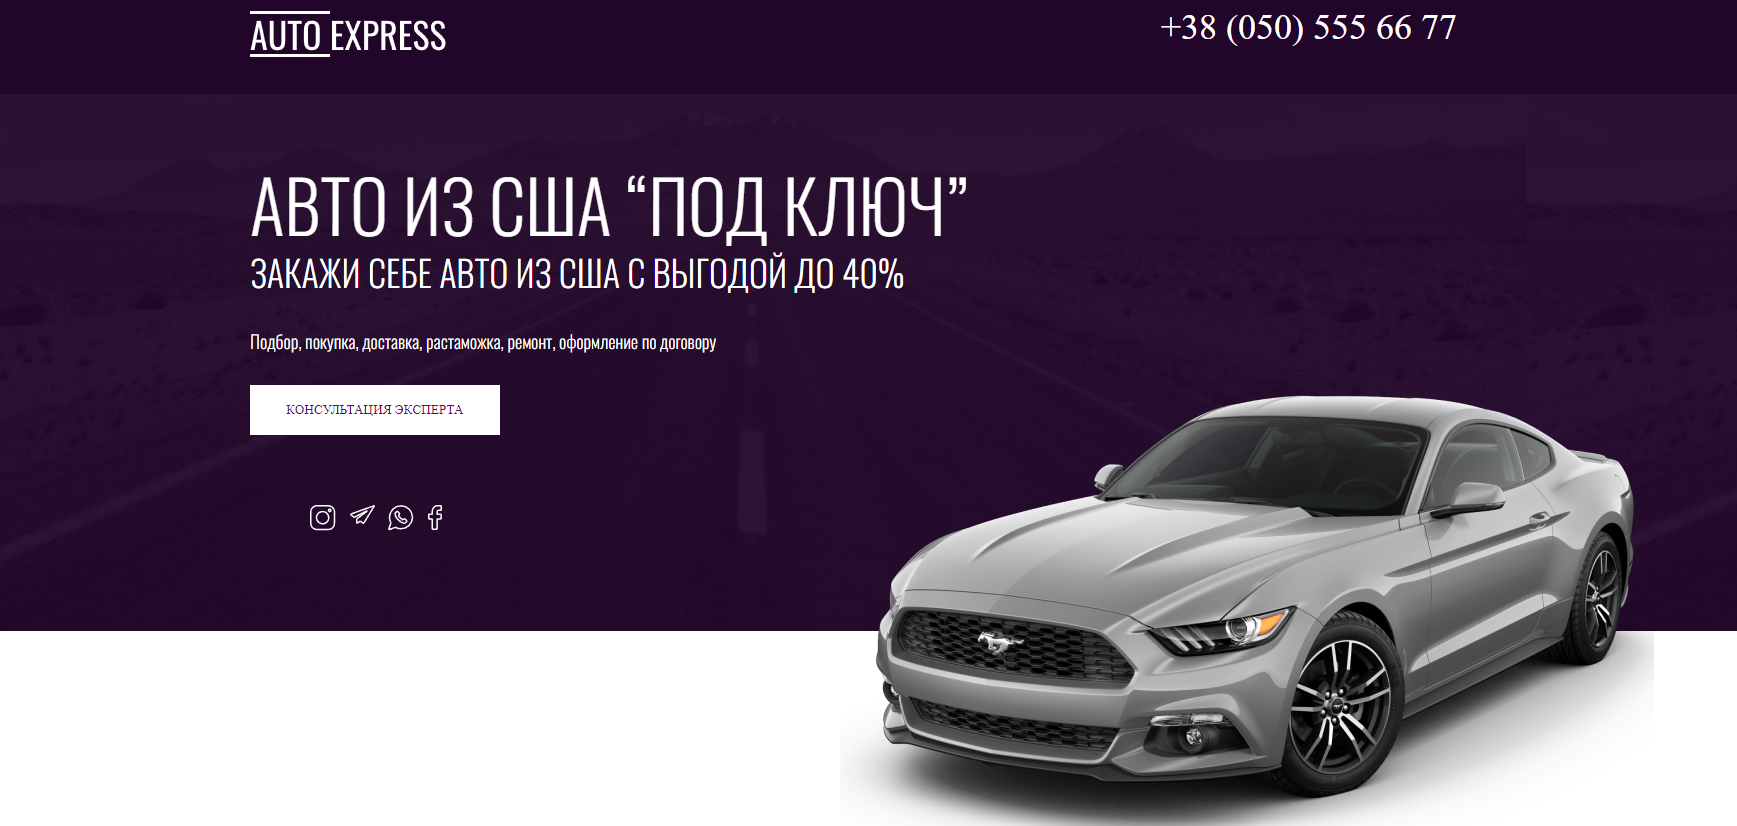 AUTO EXPRESS
+38 (050) 555 66 77
АВТО ИЗ США “ПОД КЛЮЧ”
ЗАКАЖИ СЕБЕ АВТО ИЗ США С ВЫГОДОЙ ДО 40%
Подбор, покупка, доставка, растаможка, ремонт, оформление по договору
КОНСУЛЬТАЦИЯ ЭКСПЕРТА